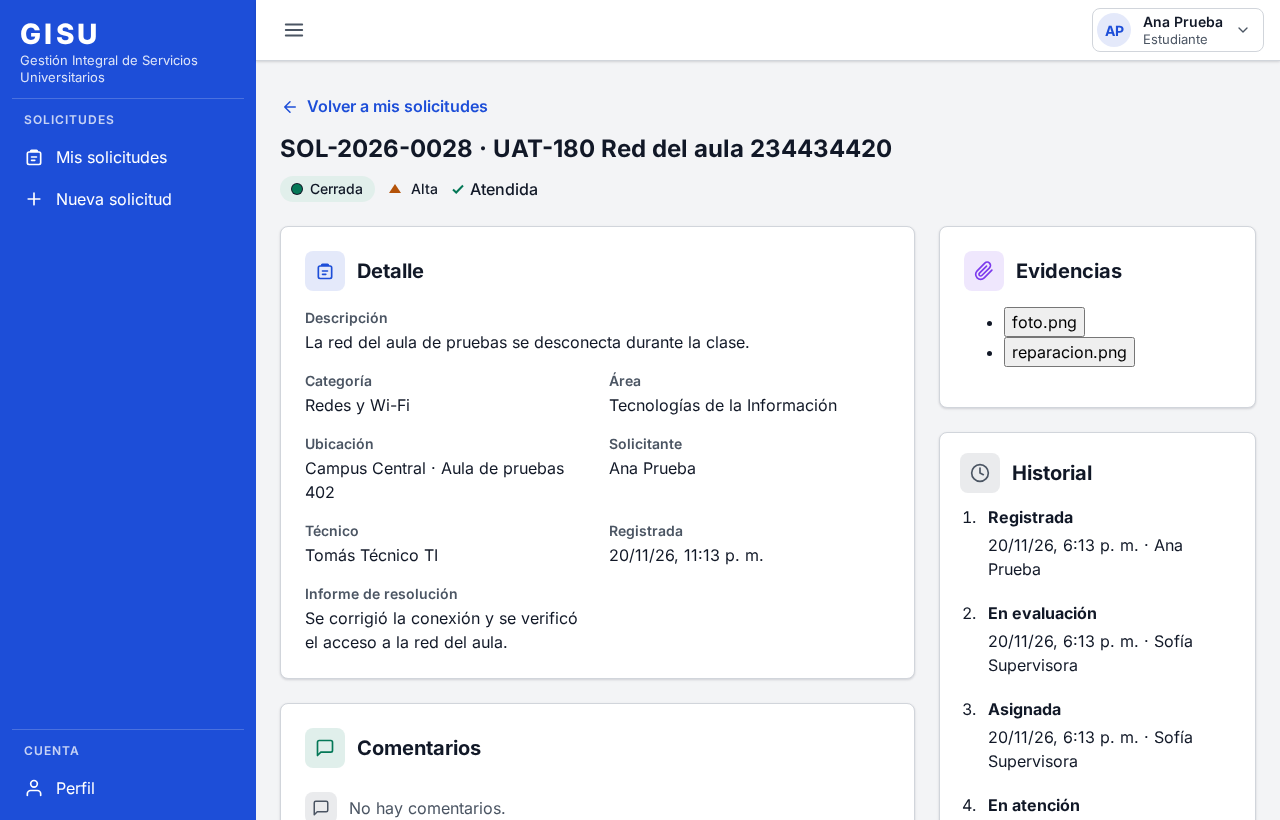 GISU
Gestión Integral de Servicios
Universitarios
SOLICITUDES
Mis solicitudes
Nueva solicitud
CUENTA
Perfil
AP
Ana Prueba
Estudiante
Volver a mis solicitudes
SOL-2026-0028 · UAT-180 Red del aula 234434420
Cerrada
Alta
Atendida
Detalle
Descripción
La red del aula de pruebas se desconecta durante la clase.
Categoría
Redes y Wi-Fi
Área
Tecnologías de la Información
Ubicación
Campus Central · Aula de pruebas
402
Solicitante
Ana Prueba
Técnico
Tomás Técnico TI
Registrada
20/11/26, 11:13 p. m.
Informe de resolución
Se corrigió la conexión y se verificó
el acceso a la red del aula.
Comentarios
No hay comentarios.
Evidencias
foto.png
reparacion.png
Historial
1. Registrada
20/11/26, 6:13 p. m. · Ana
Prueba
2. En evaluación
20/11/26, 6:13 p. m. · Sofía
Supervisora
3. Asignada
20/11/26, 6:13 p. m. · Sofía
Supervisora
4. En atención